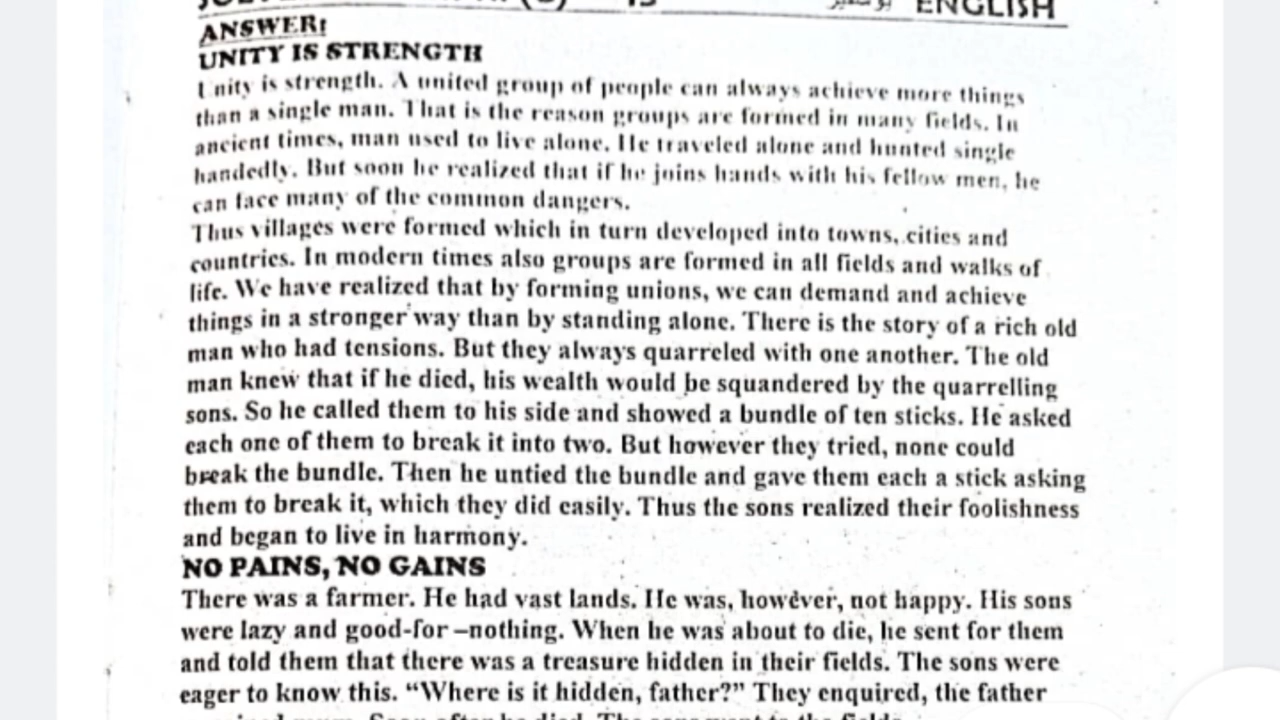 ENGLISH
ANSWER:
UNITY IS STRENGTH
Unity is strength. A united group of people can always achieve more things
than a single man. That is the reason groups are formed in many fields. In
ancient times, man used to live alone. He traveled alone and hunted single
handedly. But soon he realized that if he joins hands with his fellow men, he
can face many of the common dangers.
Thus villages were formed which in turn developed into towns, cities and
countries. In modern times also groups are formed in all fields and walks of
life. We have realized that by forming unions, we can demand and achieve
things in a stronger way than by standing alone. There is the story of a rich old
man who had tensions. But they always quarreled with one another. The old
man knew that if he died, his wealth would be squandered by the quarrelling
sons. So he called them to his side and showed a bundle of ten sticks. He asked
each one of them to break it into two. But however they tried, none could
break the bundle. Then he untied the bundle and gave them each a stick asking
them to break it, which they did easily. Thus the sons realized their foolishness
and began to live in harmony.
NO PAINS, NO GAINS
There was a farmer. He had vast lands. He was, however, not happy. His sons
were lazy and good-for –nothing. When he was about to die, he sent for them
and told them that there was a treasure hidden in their fields. The sons were
eager to know this. “Where is it hidden, father?” They enquired, the father
Soon after he died. The sons went to the fields